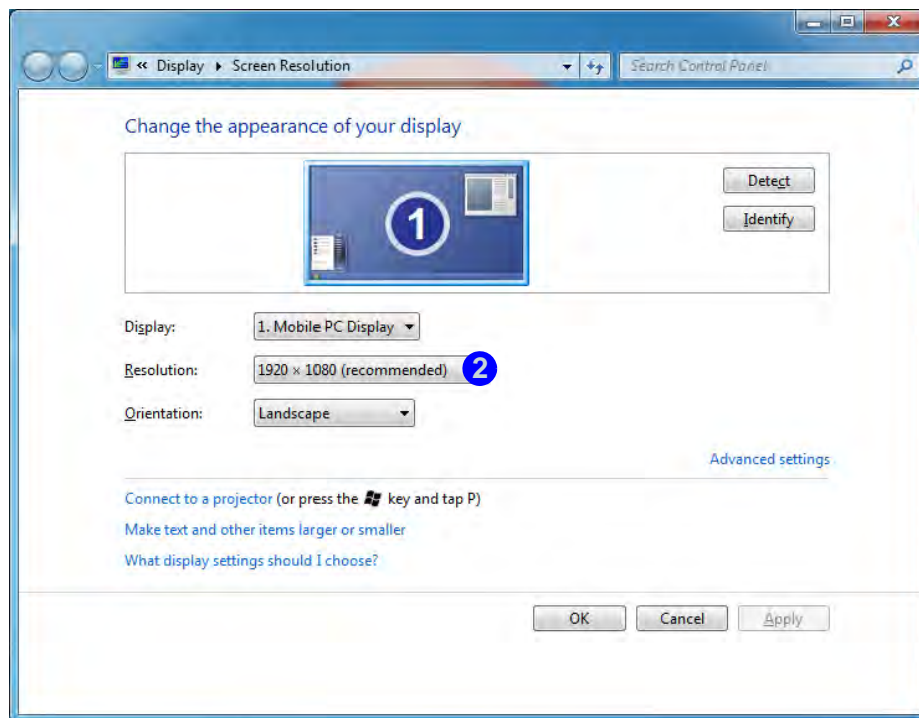 « Display ▸ Screen Resolution
Search Control Panel
Change the appearance of your display
1
Detect
Identify
Display: 1. Mobile PC Display
Resolution: 1920 × 1080 (recommended) 2
Orientation: Landscape
Advanced settings
Connect to a projector (or press the key and tap P)
Make text and other items larger or smaller
What display settings should I choose?
OK Cancel Apply